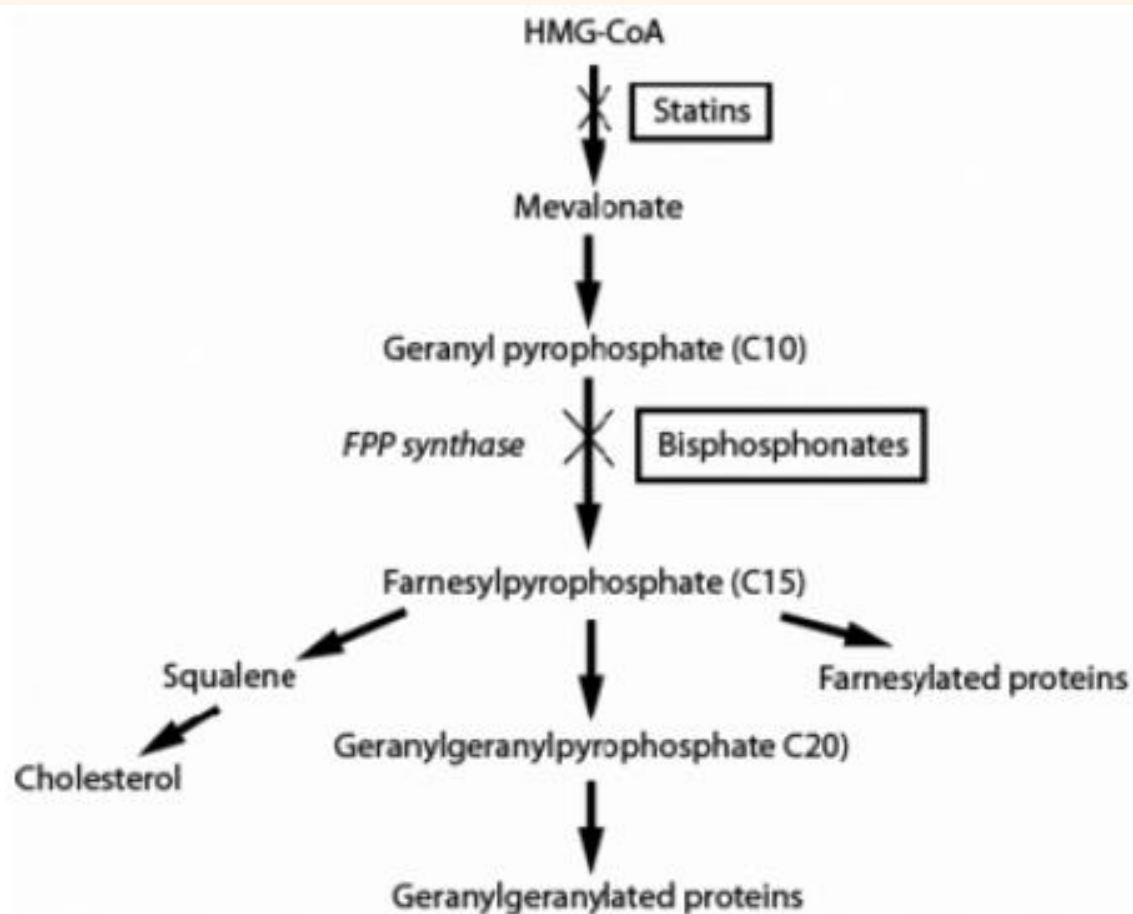 HMG-CoA
Statins
Mevalonate
Geranyl pyrophosphate (C10)
FPP synthase
Bisphosphonates
Farnesylpyrophosphate (C15)
Squalene
Farnesylated proteins
Geranylgeranylpyrophosphate C20)
Cholesterol
Geranylgeranylated proteins